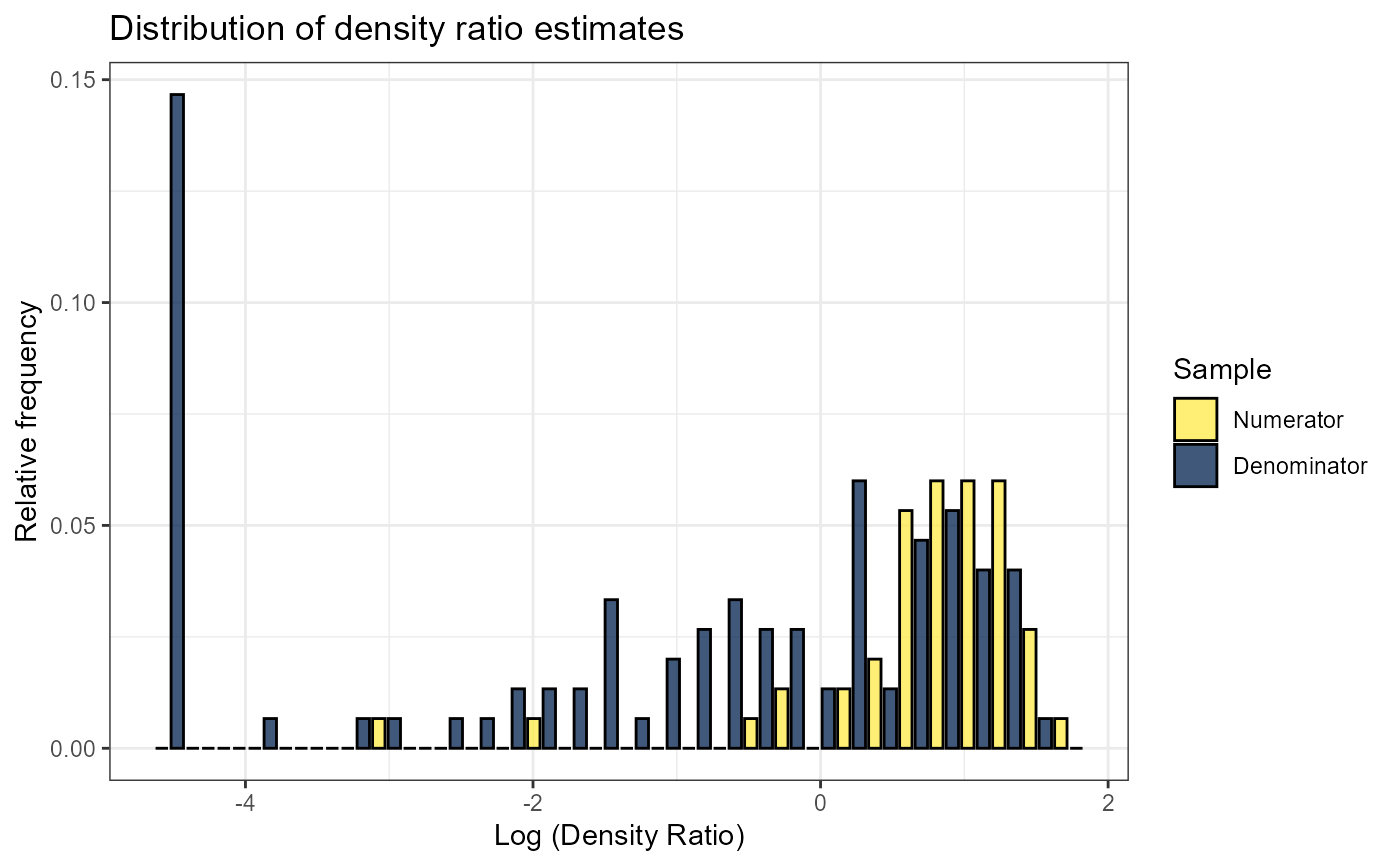 Distribution of density ratio estimates
0.15
0.10
0.05
0.00
Relative frequency
-4
-2
0
2
Log (Density Ratio)
Sample
Numerator
Denominator